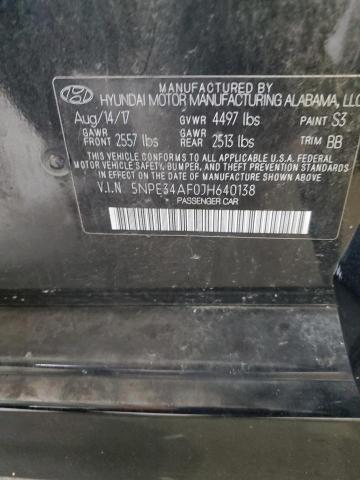 MANUFACTURED BY
HYUNDAI MOTOR MANUFACTURING ALABAMA, LLC
Aug/14/17 GVWR 4497 lbs PAINT S3
GAWR GAWR
FRONT 2557 lbs REAR 2513 lbs TRIM BB
THIS VEHICLE CONFORMS TO ALL APPLICABLE U.S.A. FEDERAL
MOTOR VEHICLE SAFETY, BUMPER, AND THEFT PREVENTION
STANDARDS IN EFFECT ON THE DATE OF MANUFACTURE SHOWN ABOVE.
V.I.N. 5NPE34AF0JH640138
PASSENGER CAR